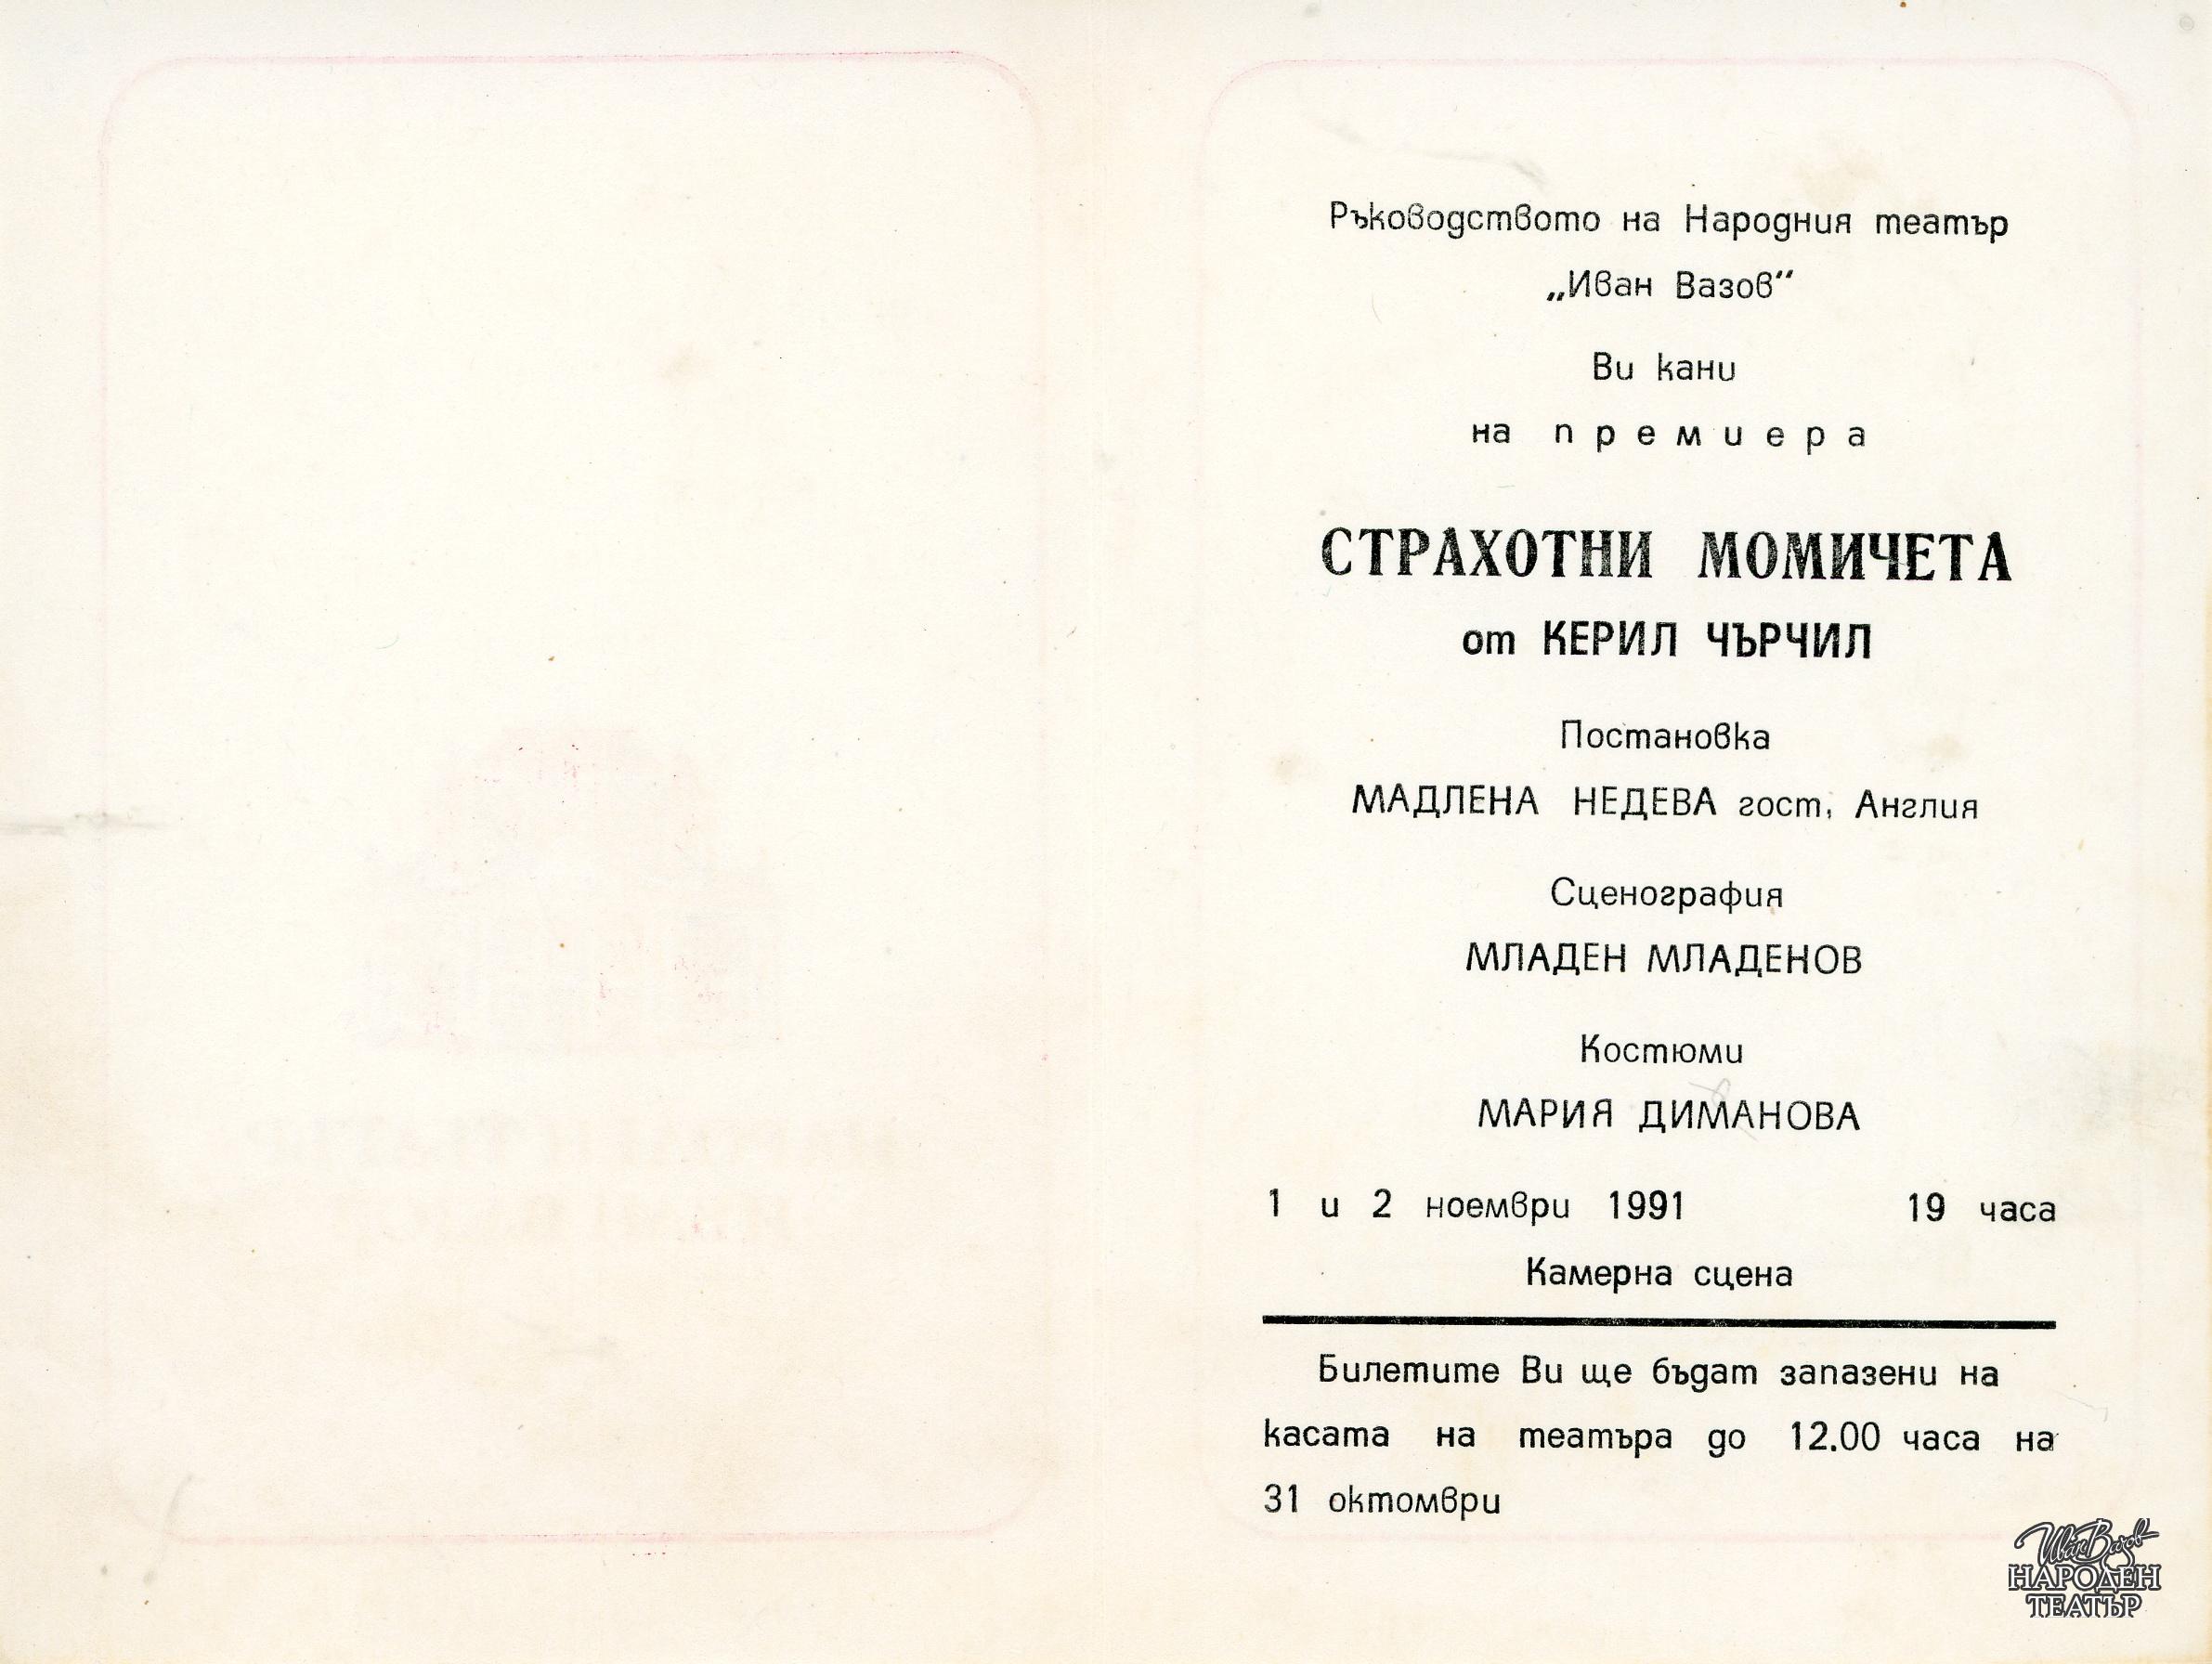 Ръководството на Народния театър
„Иван Вазов“
Ви кани
на премиера
СТРАХОТНИ МОМИЧЕТА
от КЕРИЛ ЧЪРЧИЛ
Постановка
МАДЛЕНА НЕДЕВА гост, Англия
Сценография
МЛАДЕН МЛАДЕНОВ
Костюми
МАРИЯ ДИМАНОВА
1 и 2 ноември 1991 19 часа
Камерна сцена
Билетите Ви ще бъдат запазени на
касата на театъра до 12.00 часа на
31 октомври
Иван Вазов
НАРОДЕН
ТЕАТЪР